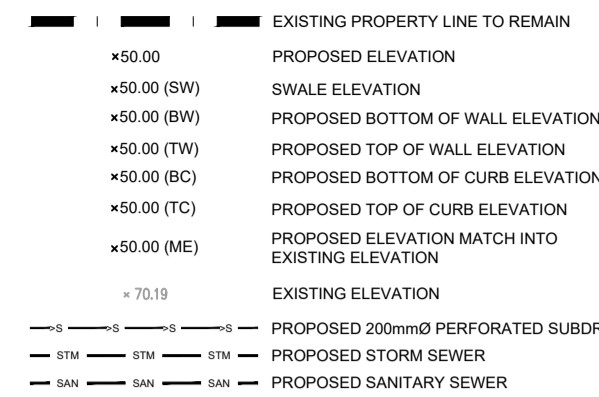 EXISTING PROPERTY LINE TO REMAIN
×50.00 PROPOSED ELEVATION
×50.00 (SW) SWALE ELEVATION
×50.00 (BW) PROPOSED BOTTOM OF WALL ELEVATION
×50.00 (TW) PROPOSED TOP OF WALL ELEVATION
×50.00 (BC) PROPOSED BOTTOM OF CURB ELEVATION
×50.00 (TC) PROPOSED TOP OF CURB ELEVATION
×50.00 (ME) PROPOSED ELEVATION MATCH INTO
EXISTING ELEVATION
× 70.19 EXISTING ELEVATION
>S >S >S >S PROPOSED 200mmØ PERFORATED SUBDR
STM STM STM PROPOSED STORM SEWER
SAN SAN SAN PROPOSED SANITARY SEWER